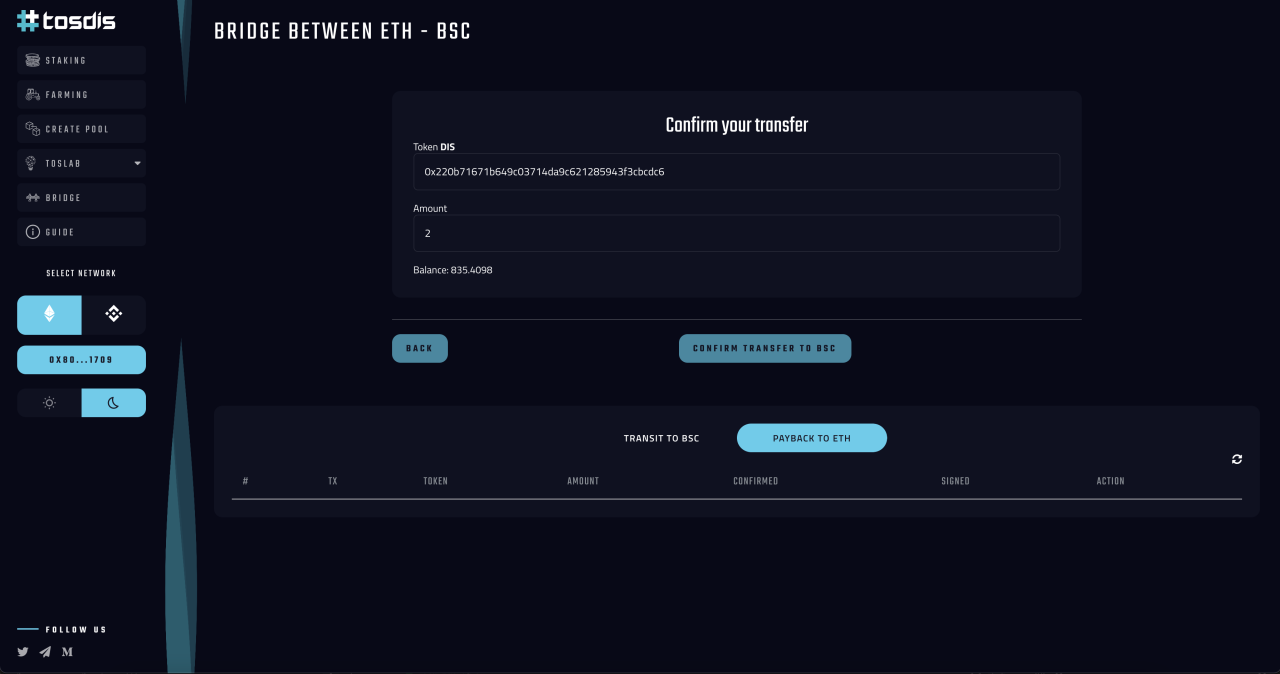 tosdis
STAKING
FARMING
CREATE POOL
TOSLAB
BRIDGE
GUIDE
SELECT NETWORK
0X80...1709
FOLLOW US
M
BRIDGE BETWEEN ETH - BSC
Confirm your transfer
Token DIS
0x220b71671b649c03714da9c621285943f3cbcdc6
Amount
2
Balance: 835.4098
BACK CONFIRM TRANSFER TO BSC
TRANSIT TO BSC PAYBACK TO ETH
# TX TOKEN AMOUNT CONFIRMED SIGNED ACTION